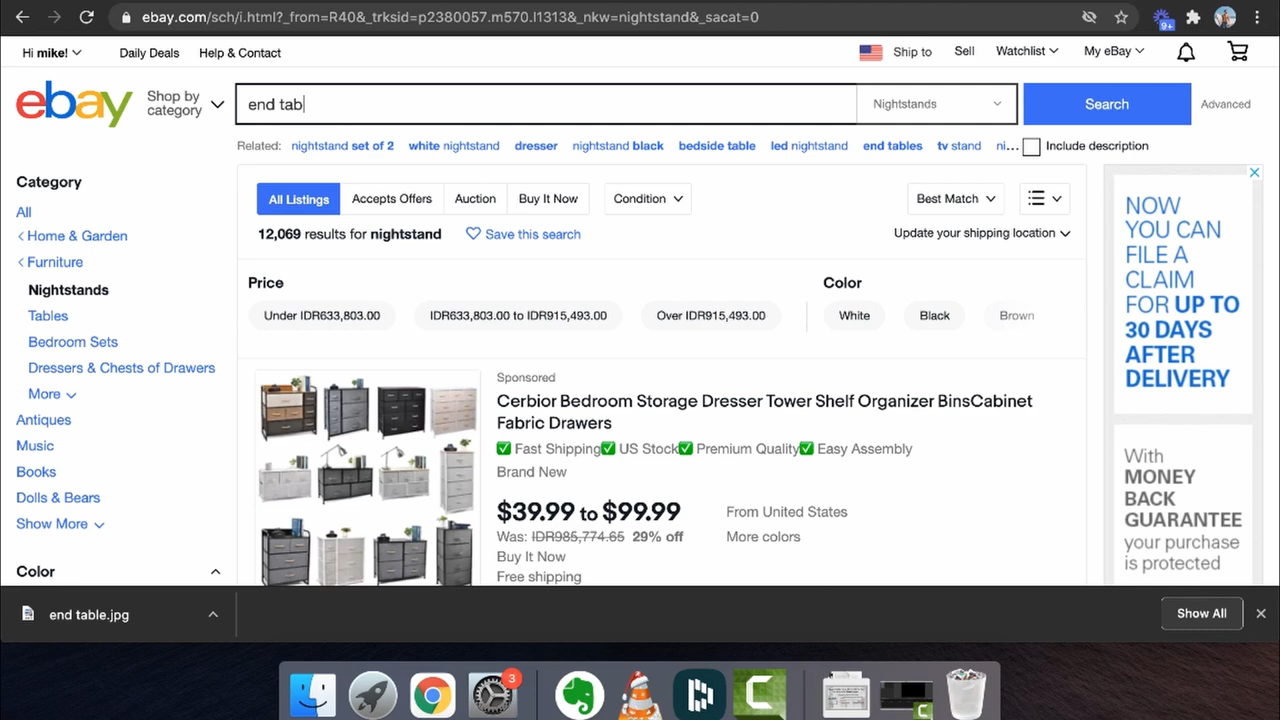 ebay.com/sch/i.html?_from=R40&_trksid=p2380057.m570.l1313&_nkw=nightstand&_sacat=0
9+
Hi mike!
Daily Deals
Help & Contact
Ship to
Sell
Watchlist
My eBay
ebay
Shop by
category
end tab
Nightstands
Search
Advanced
Related: nightstand set of 2 white nightstand dresser nightstand black bedside table led nightstand end tables tv stand ni...
Include description
Category
All
Home & Garden
Furniture
Nightstands
Tables
Bedroom Sets
Dressers & Chests of Drawers
More
Antiques
Music
Books
Dolls & Bears
Show More
Color
All Listings
Accepts Offers
Auction
Buy It Now
Condition
Best Match
12,069 results for nightstand
Save this search
Update your shipping location
Price
Under IDR633,803.00
IDR633,803.00 to IDR915,493.00
Over IDR915,493.00
Color
White
Black
Brown
Sponsored
Cerbior Bedroom Storage Dresser Tower Shelf Organizer BinsCabinet
Fabric Drawers
✅ Fast Shipping✅ US Stock✅ Premium Quality✅ Easy Assembly
Brand New
$39.99 to $99.99
Was: IDR985,774.65 29% off
Buy It Now
Free shipping
From United States
More colors
NOW
YOU CAN
FILE A
CLAIM
FOR UP TO
30 DAYS
AFTER
DELIVERY
With
MONEY
BACK
GUARANTEE
your purchase
is protected
end table.jpg
Show All
3